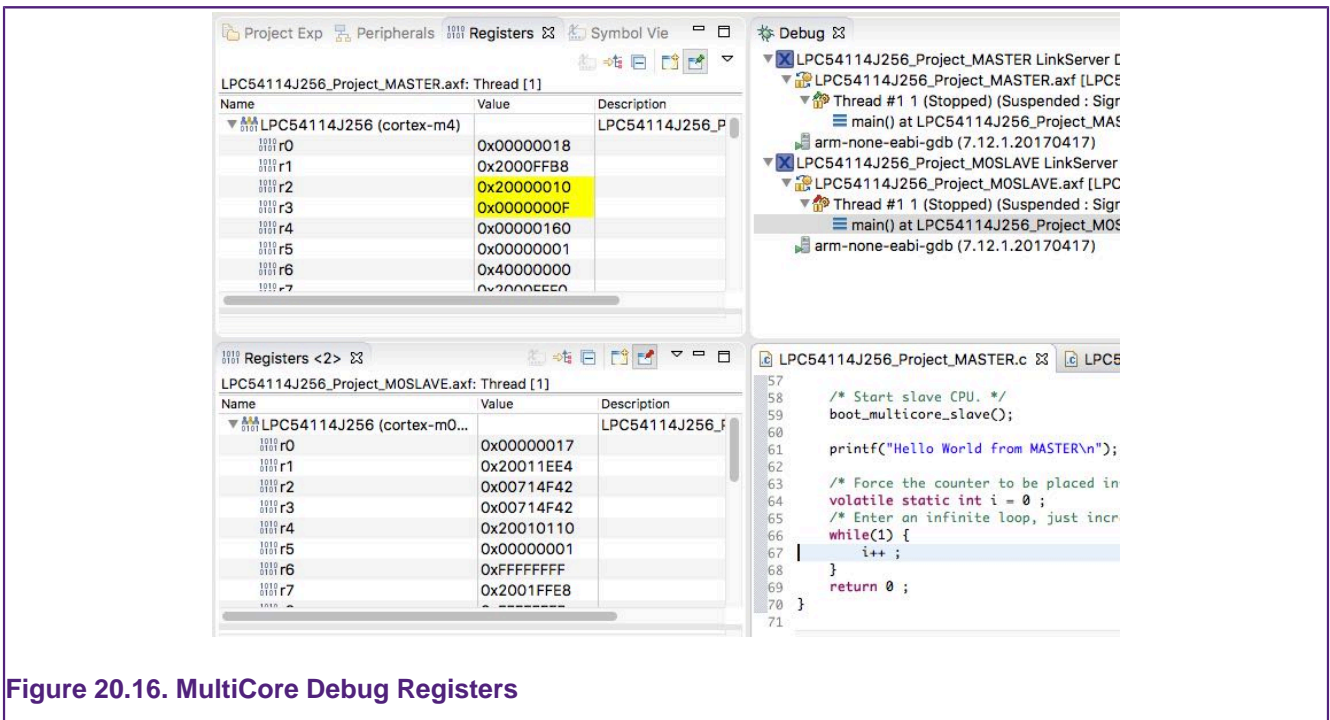 Project Exp Peripherals Registers Symbol Vie
LPC54114J256_Project_MASTER.axf: Thread [1]
Name Value Description
LPC54114J256 (cortex-m4) LPC54114J256_P
r0 0x00000018
r1 0x2000FFB8
r2 0x20000010
r3 0x0000000F
r4 0x00000160
r5 0x00000001
r6 0x40000000
r7 0x2000FFF0
Debug
LPC54114J256_Project_MASTER LinkServer D
LPC54114J256_Project_MASTER.axf [LPC5
Thread #1 1 (Stopped) (Suspended : Sigr
main() at LPC54114J256_Project_MAS
arm-none-eabi-gdb (7.12.1.20170417)
LPC54114J256_Project_M0SLAVE LinkServer
LPC54114J256_Project_M0SLAVE.axf [LPC
Thread #1 1 (Stopped) (Suspended : Sigr
main() at LPC54114J256_Project_M0S
arm-none-eabi-gdb (7.12.1.20170417)
Registers <2>
LPC54114J256_Project_M0SLAVE.axf: Thread [1]
Name Value Description
LPC54114J256 (cortex-m0... LPC54114J256_P
r0 0x00000017
r1 0x20011EE4
r2 0x00714F42
r3 0x00714F42
r4 0x20010110
r5 0x00000001
r6 0xFFFFFFFF
r7 0x2001FFE8
LPC54114J256_Project_MASTER.c LPC5
57
58 /* Start slave CPU. */
59 boot_multicore_slave();
60
61 printf("Hello World from MASTER\n");
62
63 /* Force the counter to be placed in
64 volatile static int i = 0 ;
65 /* Enter an infinite loop, just incr
66 while(1) {
67 i++ ;
68 }
69 return 0 ;
70 }
71
Figure 20.16. MultiCore Debug Registers